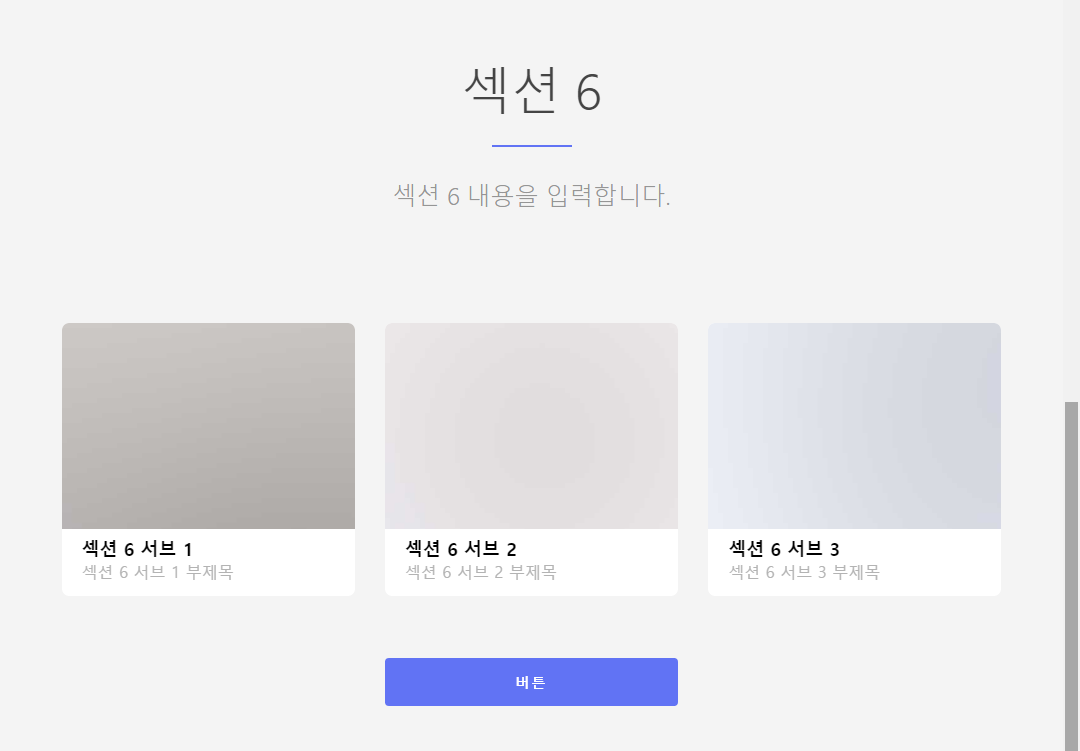 섹션 6
섹션 6 내용을 입력합니다.
섹션 6 서브 1
섹션 6 서브 1 부제목
섹션 6 서브 2
섹션 6 서브 2 부제목
섹션 6 서브 3
섹션 6 서브 3 부제목
버튼